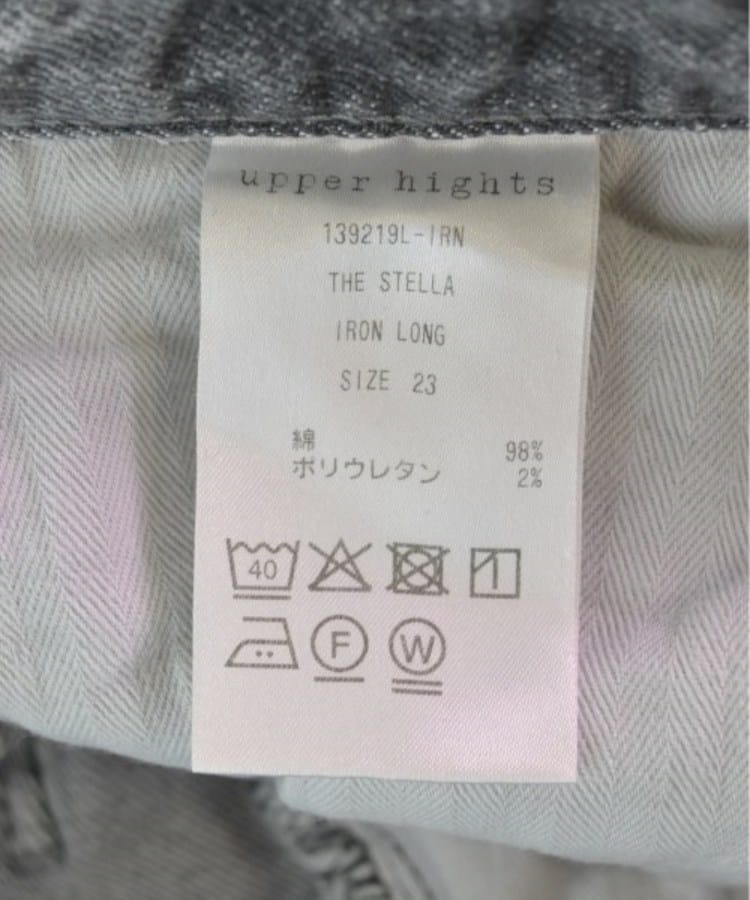 upper hights
139219L-IRN
THE STELLA
IRON LONG
SIZE 23
綿 98%
ポリウレタン 2%
40
F W